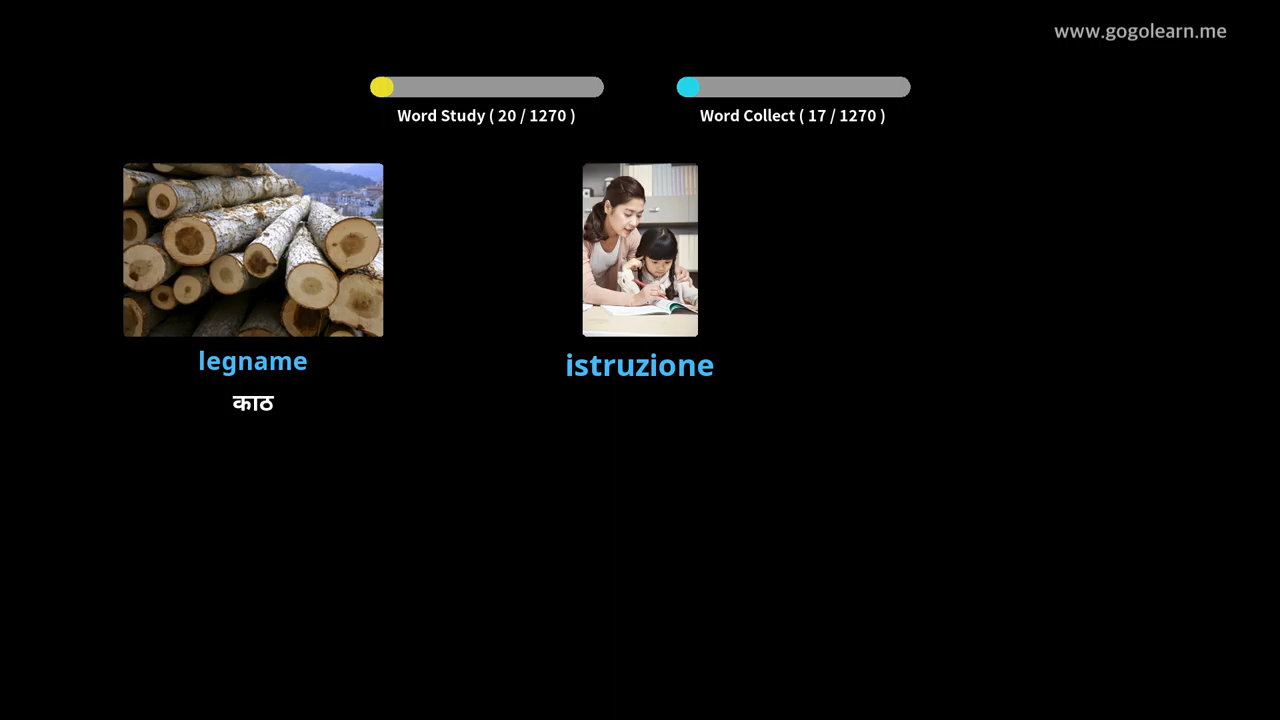 www.gogolearn.me
Word Study ( 20 / 1270 )
Word Collect ( 17 / 1270 )
legname
काठ
istruzione